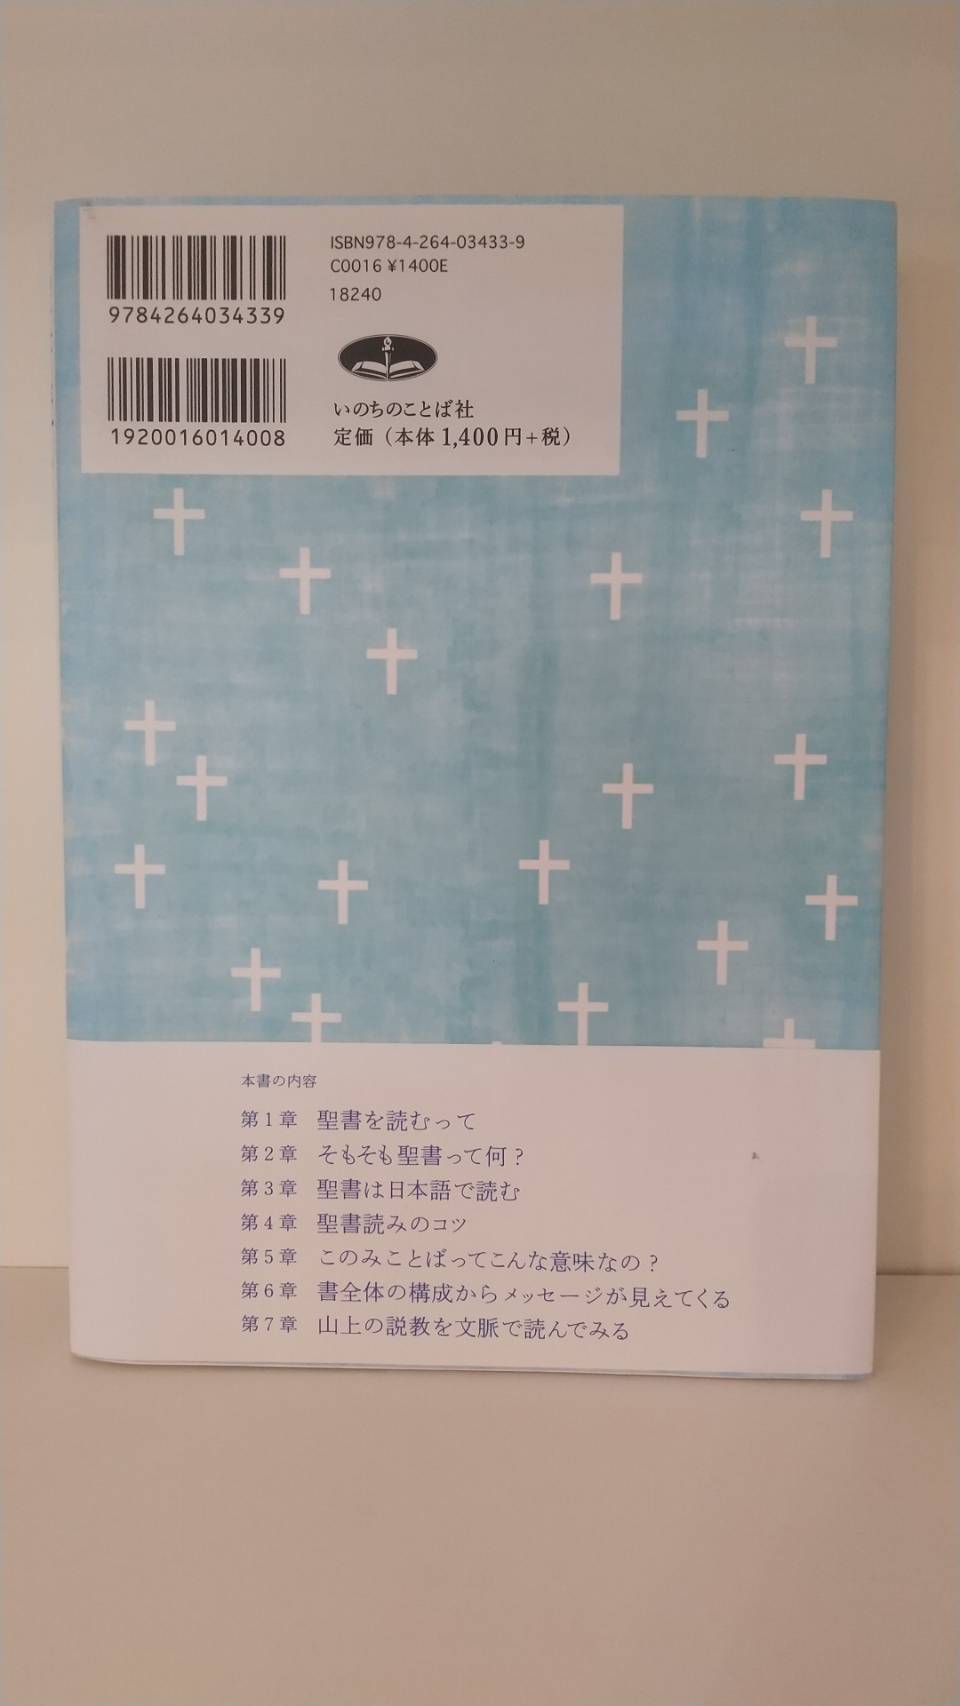 9784264034339
1920016014008
ISBN978-4-264-03433-9
C0016 ¥1400E
18240
いのちのことば社
定価（本体1,400円+税）
本書の内容
第1章 聖書を読むって
第2章 そもそも聖書って何？
第3章 聖書は日本語で読む
第4章 聖書読みのコツ
第5章 このみことばってこんな意味なの？
第6章 書全体の構成からメッセージが見えてくる
第7章 山上の説教を文脈で読んでみる